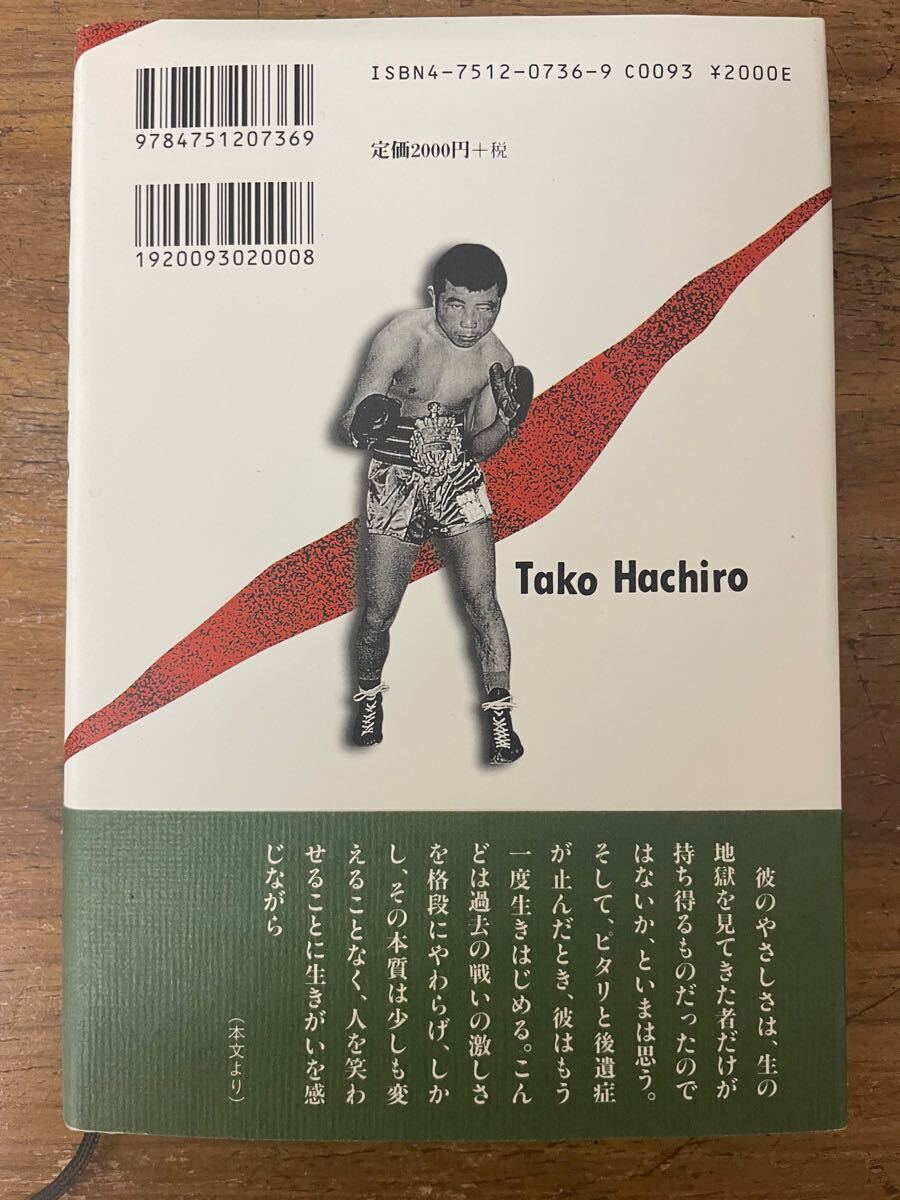 ISBN4-7512-0736-9 C0093 ¥2000E
9784751207369
定価2000円＋税
1920093020008
Tako Hachiro
彼のやさしさは、生の
地獄を見てきた者だけが
持ち得るものだったので
はないか、といまは思う。
そして、ピタリと後遺症
が止んだとき、彼はもう
一度生きはじめる。こん
どは過去の戦いの激しさ
を格段にやわらげ、しか
し、その本質は少しも変
えることなく、人を笑わ
せることに生きがいを感
じながら
（本文より）